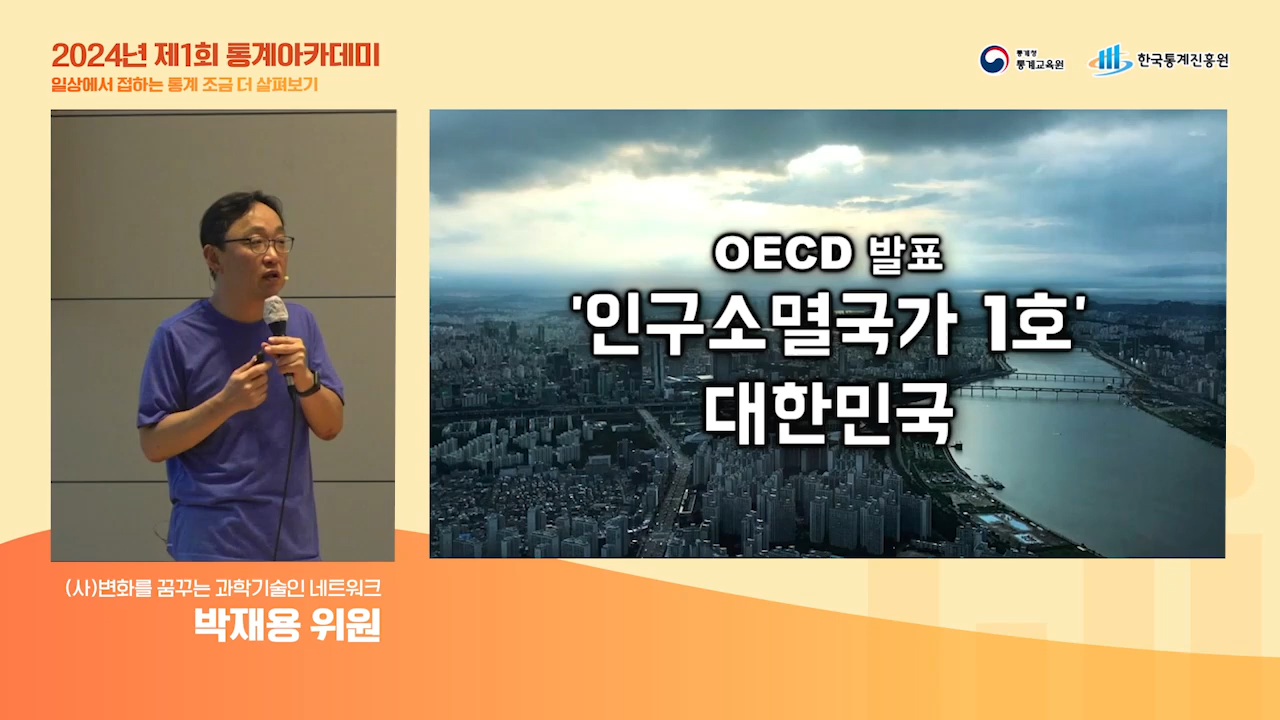 2024년 제1회 통계아카데미
일상에서 접하는 통계 조금 더 살펴보기
통계청
통계교육원
한국통계진흥원
OECD 발표
'인구소멸국가 1호'
대한민국
(사)변화를 꿈꾸는 과학기술인 네트워크
박재용 위원